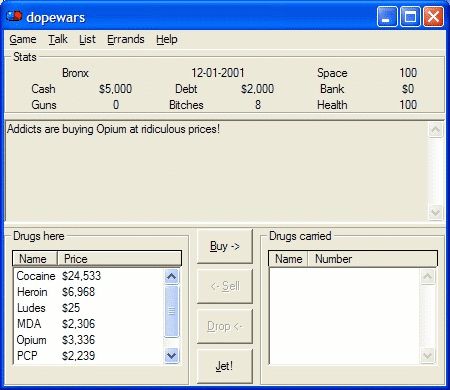 dopewars
Game Talk List Errands Help
Stats
Bronx 12-01-2001 Space 100
Cash $5,000 Debt $2,000 Bank $0
Guns 0 Bitches 8 Health 100
Addicts are buying Opium at ridiculous prices!
Drugs here
Name Price
Cocaine $24,533
Heroin $6,968
Ludes $25
MDA $2,306
Opium $3,336
PCP $2,239
Buy ->
<- Sell
Drop <-
Jet!
Drugs carried
Name Number